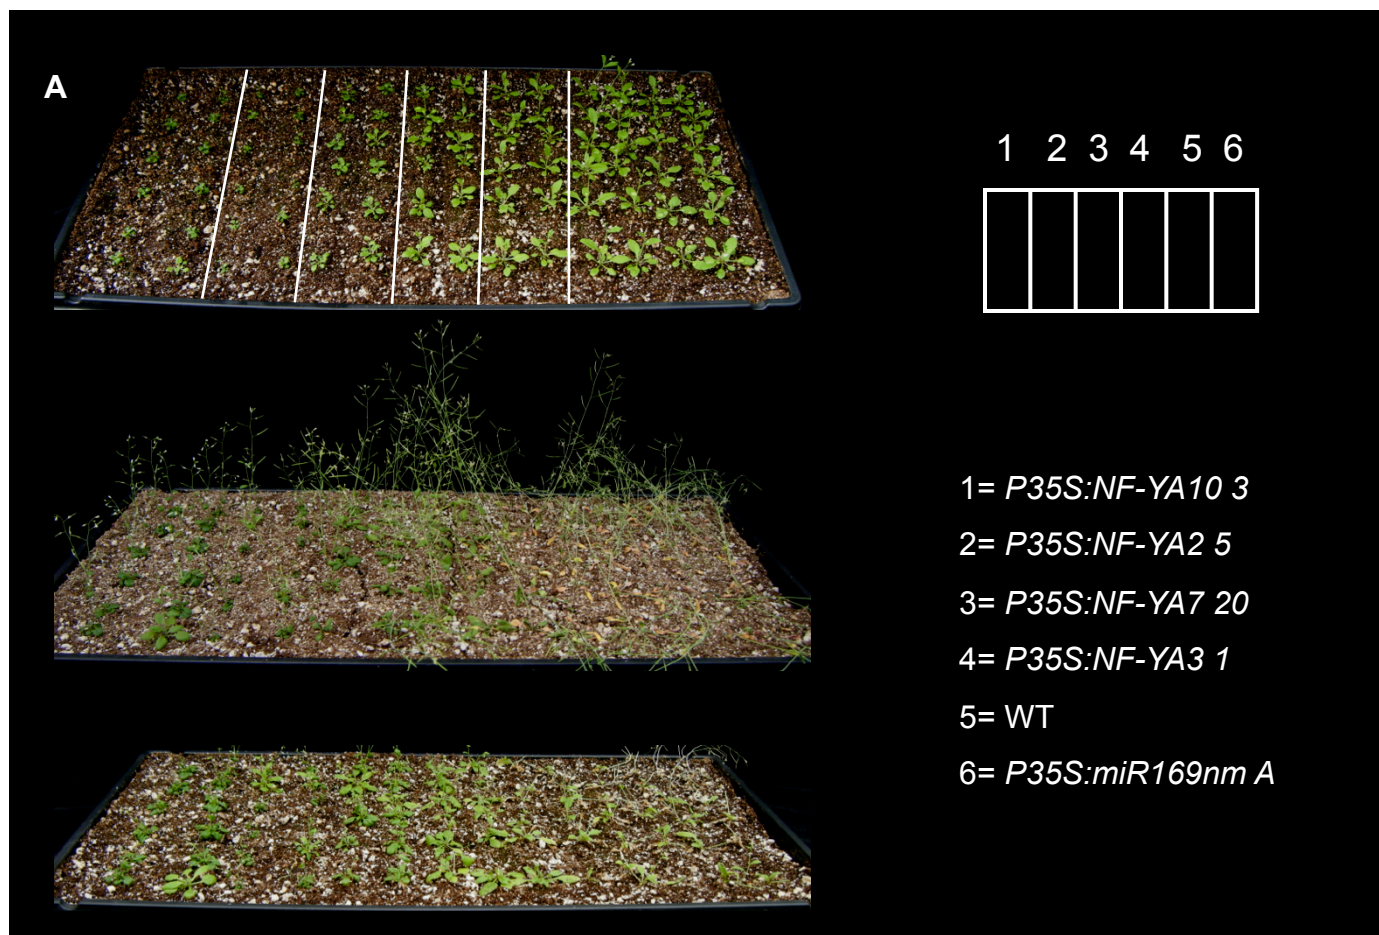 A
1 2 3 4 5 6
1= P35S:NF-YA10 3
2= P35S:NF-YA2 5
3= P35S:NF-YA7 20
4= P35S:NF-YA3 1
5= WT
6= P35S:miR169nm A